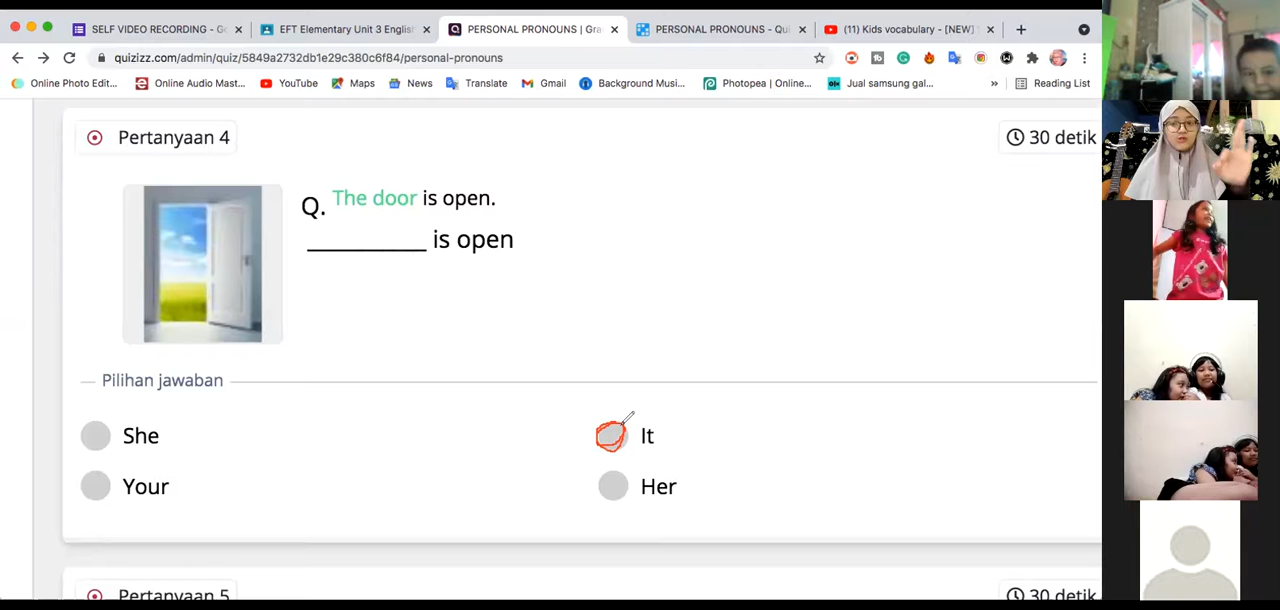 SELF VIDEO RECORDING - G
EFT Elementary Unit 3 Englis
PERSONAL PRONOUNS | Gra
PERSONAL PRONOUNS - Qui
(11) Kids vocabulary - [NEW]
quizizz.com/admin/quiz/5849a2732db1e29c3c0c6f84/personal-pronouns
Online Photo Edit...
Online Audio Mast...
YouTube
Maps
News
Translate
Gmail
Background Musi...
Photopea | Online...
Jual samsung gal...
»
Reading List
Pertanyaan 4
30 detik
Q. The door is open.
__________ is open
Pilihan jawaban
She
It
Your
Her
Pertanyaan 5
30 detik